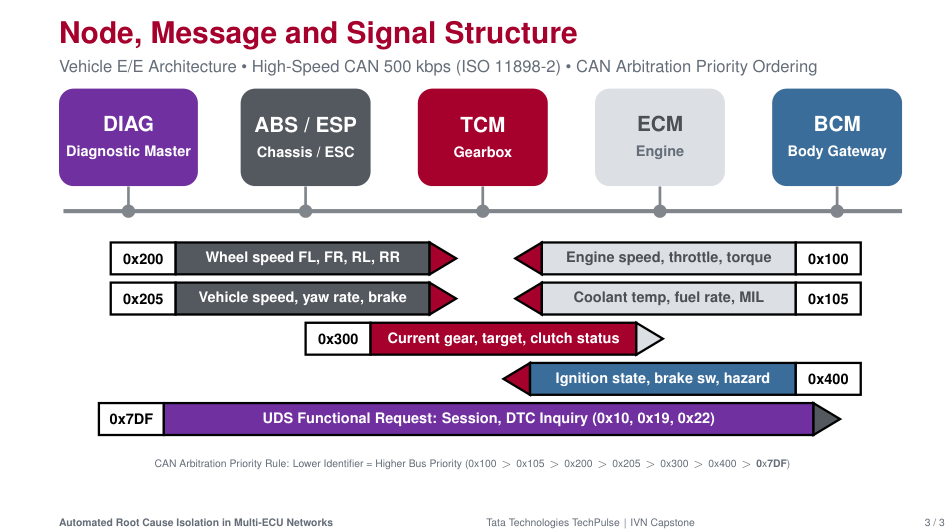 Node, Message and Signal Structure
Vehicle E/E Architecture • High-Speed CAN 500 kbps (ISO 11898-2) • CAN Arbitration Priority Ordering
DIAG
Diagnostic Master
ABS / ESP
Chassis / ESC
TCM
Gearbox
ECM
Engine
BCM
Body Gateway
0x200 Wheel speed FL, FR, RL, RR
Engine speed, throttle, torque 0x100
0x205 Vehicle speed, yaw rate, brake
Coolant temp, fuel rate, MIL 0x105
0x300 Current gear, target, clutch status
Ignition state, brake sw, hazard 0x400
0x7DF UDS Functional Request: Session, DTC Inquiry (0x10, 0x19, 0x22)
CAN Arbitration Priority Rule: Lower Identifier = Higher Bus Priority (0x100 > 0x105 > 0x200 > 0x205 > 0x300 > 0x400 > 0x7DF)
Automated Root Cause Isolation in Multi-ECU Networks
Tata Technologies TechPulse | IVN Capstone
3 / 3